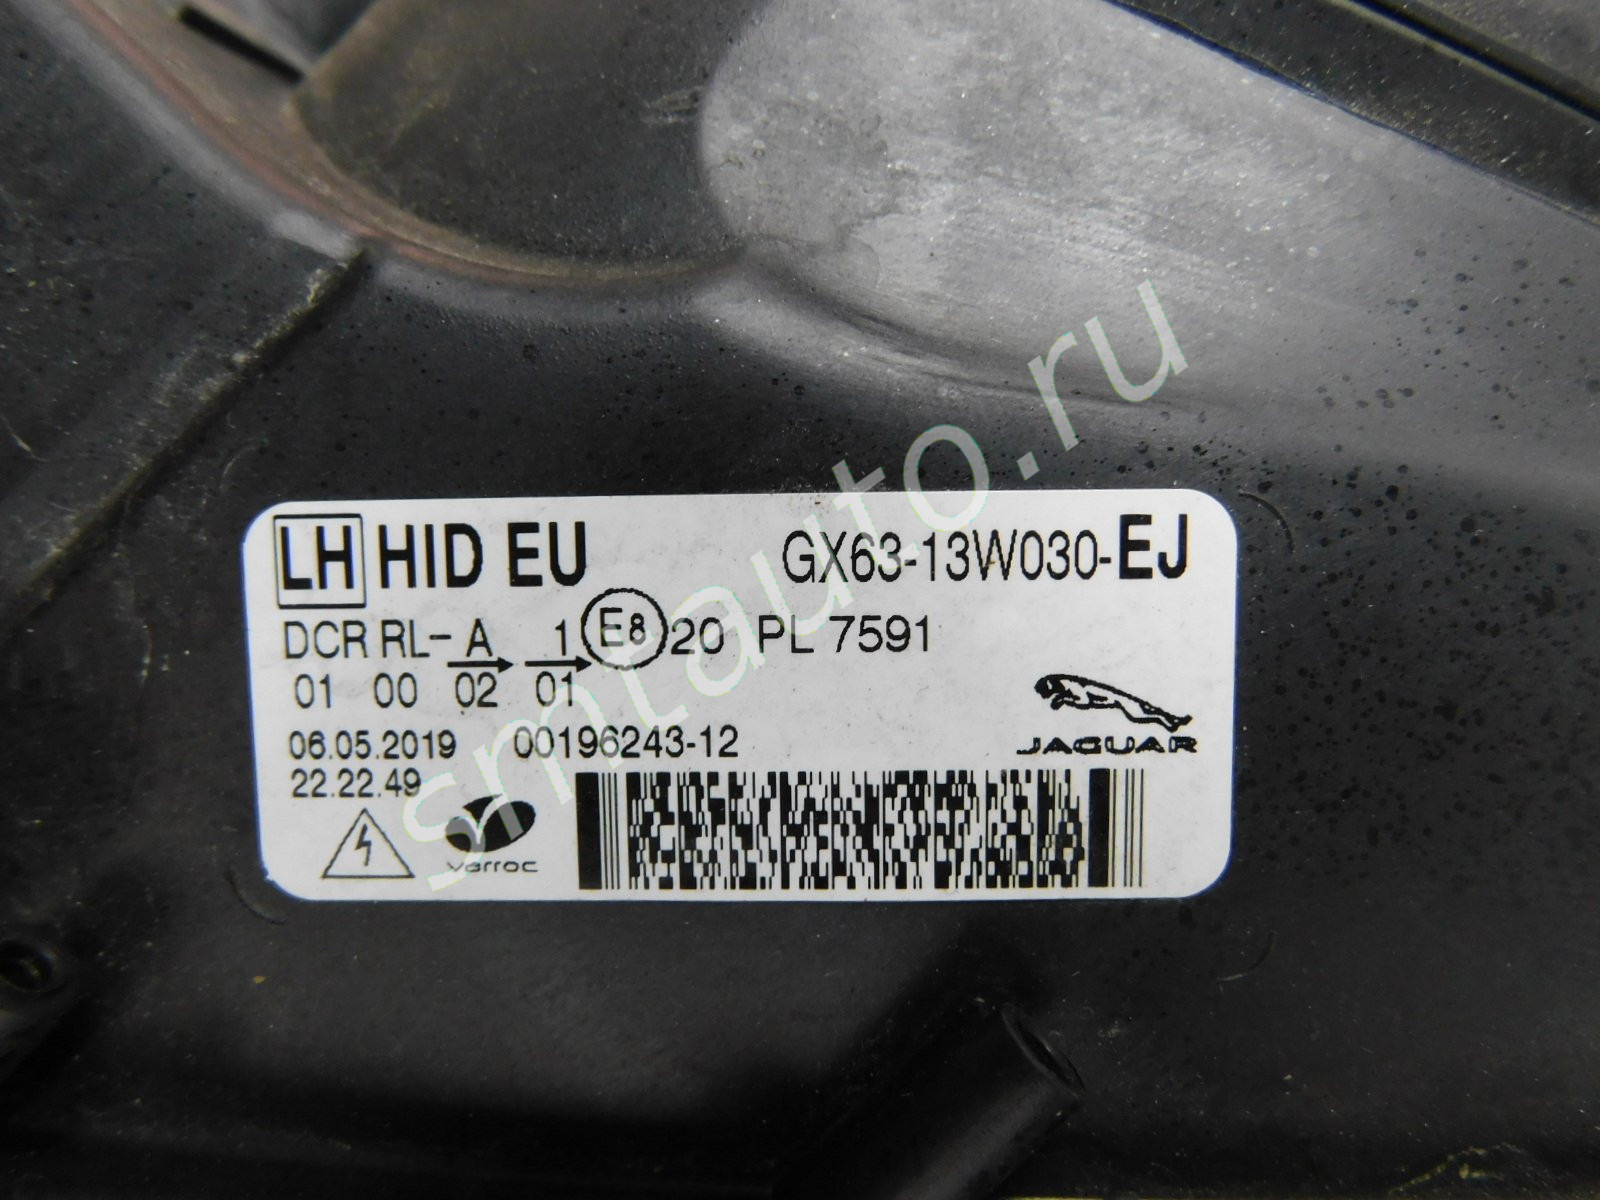 LH HID EU GX63-13W030-EJ
DCR RL- A 1 E8 20 PL 7591
01 00 02 01
06.05.2019 00196243-12
22.22.49
JAGUAR
varroc
smtauto.ru